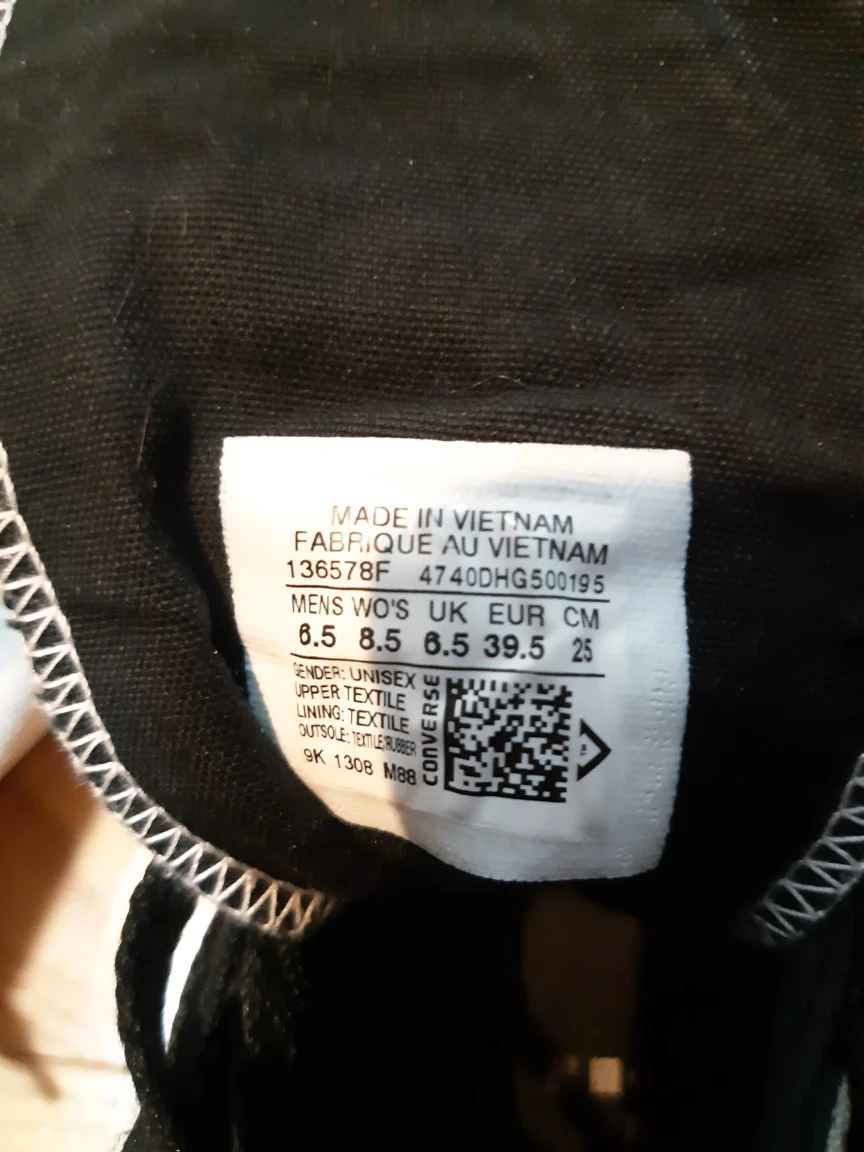 MADE IN VIETNAM
FABRIQUE AU VIETNAM
136578F 4740DHG500195
MENS WO'S UK EUR CM
6.5 8.5 6.5 39.5 25
GENDER: UNISEX
UPPER TEXTILE
LINING: TEXTILE
OUTSOLE: TEXTILE/RUBBER
9K 1308 M88
CONVERSE